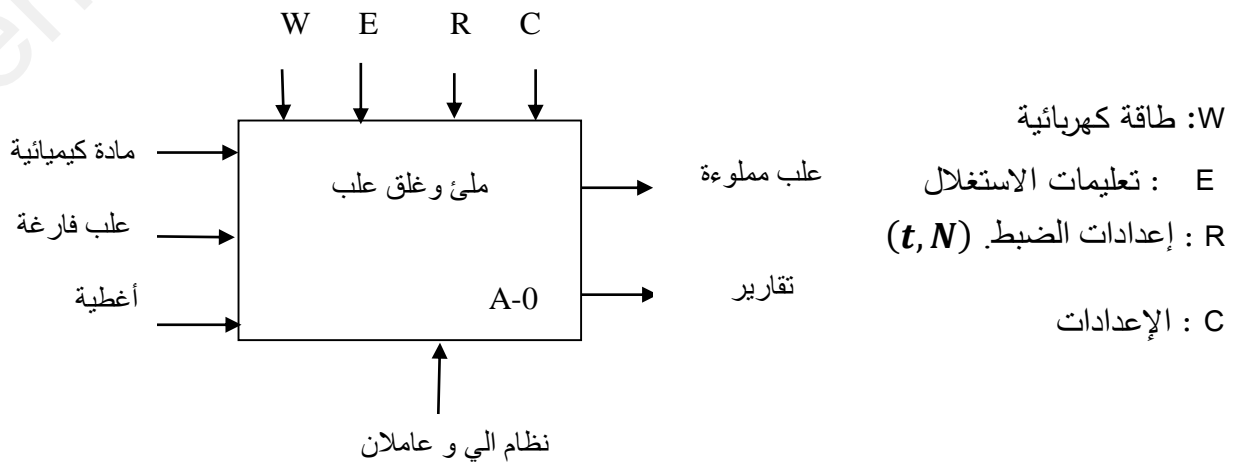 W E R C
مادة كيميائية
علب فارغة
أغطية
ملئ وغلق علب
A-0
علب مملوءة
تقارير
نظام الي و عاملان
W: طاقة كهربائية
E : تعليمات الاستغلال
R : إعدادات الضبط. (t, N)
C : الإعدادات